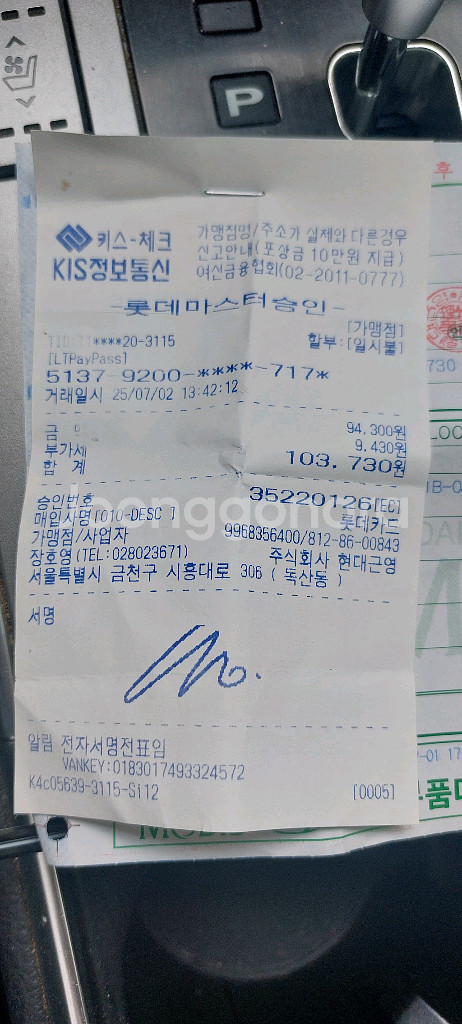 P
키스-체크
KIS정보통신
가맹점명/주소가 실제와 다른경우
신고안내(포상금 10만원 지급)
여신금융협회(02-2011-0777)
-롯데마스터승인-
[가맹점]
****20-3115
할부:[일시불]
[LTPayPass]
5137-9200-****-717*
거래일시 25/07/02 13:42:12
금
94.300원
부가세
9.430원
합 계
103.730원
승인번호
35220126[EC]
매입사명[010-DESC ]
롯데카드
가맹점/사업자
9968356400/812-86-00843
장호영(TEL:028023671)
주식회사 현대근영
서울특별시 금천구 시흥대로 306 ( 독산동 )
서명
알림 전자서명전표임
VANKEY:0183017493324572
K4c05639-3115-Si12
[0005]
후
730
부품